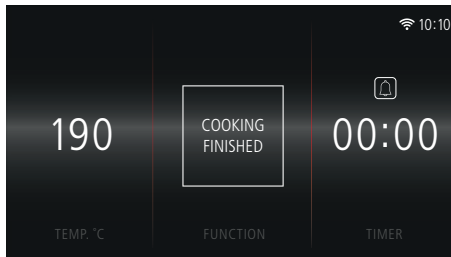 10:10
190
COOKING
FINISHED
00:00
TEMP. °C
FUNCTION
TIMER